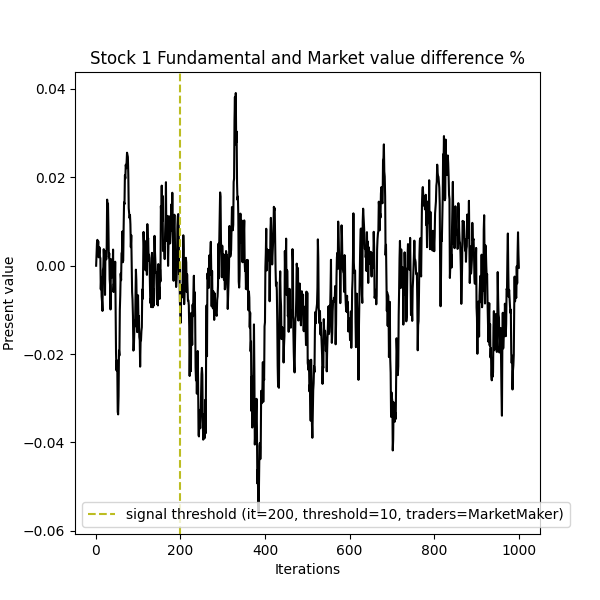 Stock 1 Fundamental and Market value difference %
0.04
0.02
0.00
−0.02
−0.04
−0.06
Present value
signal threshold (it=200, threshold=10, traders=MarketMaker)
0 200 400 600 800 1000
Iterations